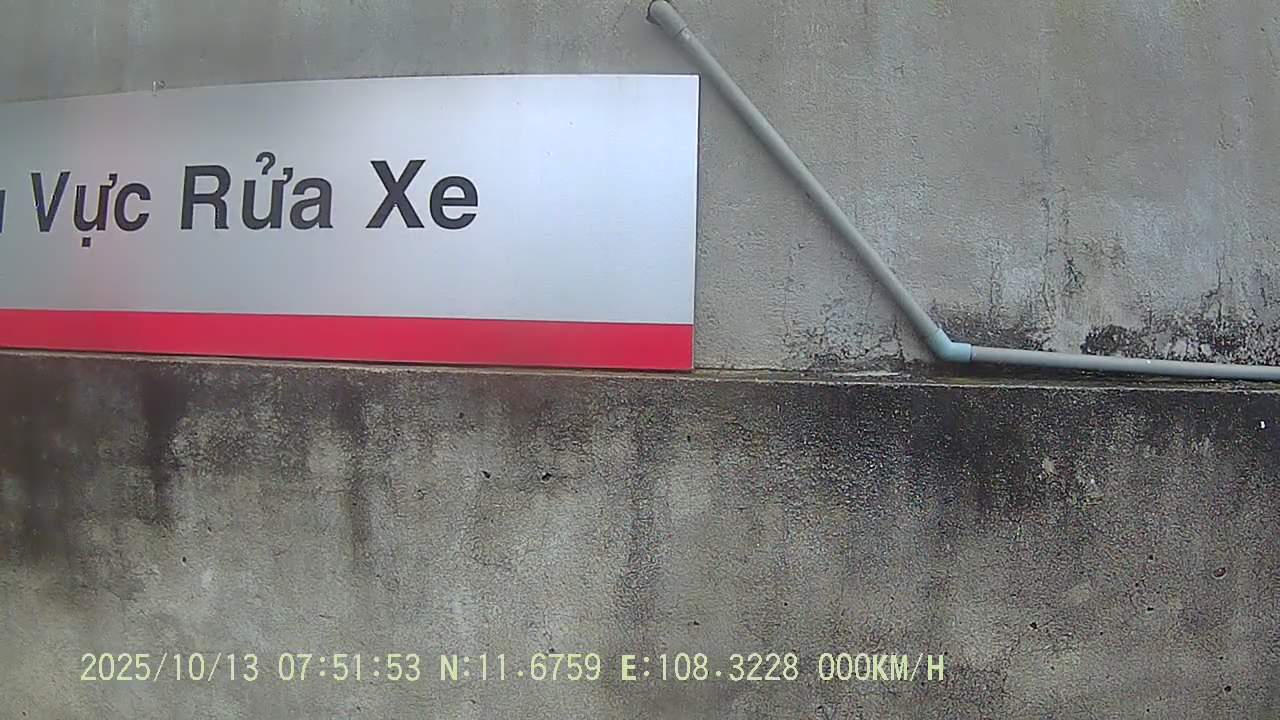 Vực Rửa Xe
2025/10/13 07:51:53 N:11.6759 E:108.3228 000KM/H